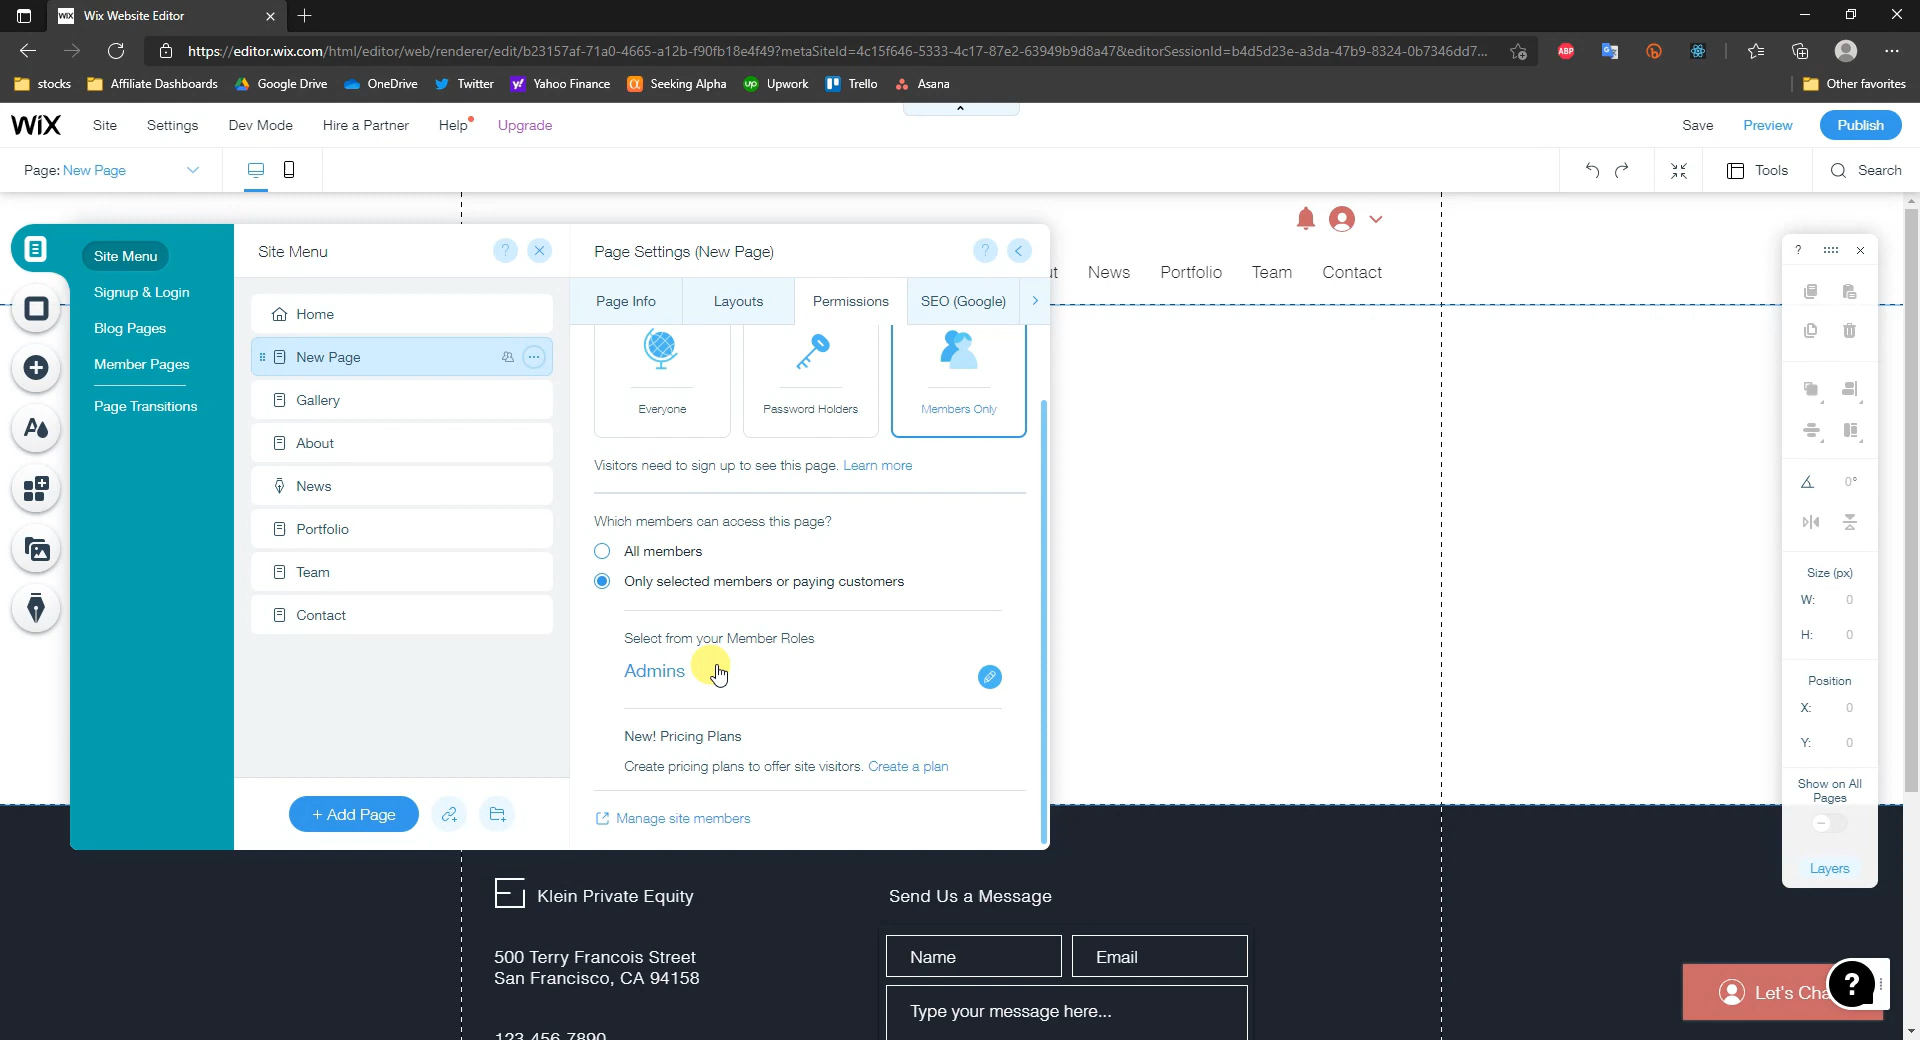 Wix Website Editor
https://editor.wix.com/html/editor/web/renderer/edit/b23157af-71a0-4665-a12b-f90fb18e4f49?metaSiteId=4c15f646-5333-4c17-87e2-63949b9d8a47&editorSessionId=b4d5d23e-a3da-47b9-8324-0b7346dd7...
stocks Affiliate Dashboards Google Drive OneDrive Twitter Yahoo Finance Seeking Alpha Upwork Trello Asana Other favorites
WiX Site Settings Dev Mode Hire a Partner Help Upgrade Save Preview Publish
Page: New Page Tools Search
Site Menu
Signup & Login
Blog Pages
Member Pages
Page Transitions
Site Menu
Home
New Page
Gallery
About
News
Portfolio
Team
Contact
+ Add Page
Page Settings (New Page)
Page Info Layouts Permissions SEO (Google)
Everyone Password Holders Members Only
Visitors need to sign up to see this page. Learn more
Which members can access this page?
All members
Only selected members or paying customers
Select from your Member Roles
Admins
New! Pricing Plans
Create pricing plans to offer site visitors. Create a plan
Manage site members
News Portfolio Team Contact
0°
Size (px)
W: 0
H: 0
Position
X: 0
Y: 0
Show on All
Pages
Layers
Klein Private Equity
500 Terry Francois Street
San Francisco, CA 94158
123-456-7890
Send Us a Message
Name Email
Type your message here...
Let's Cha